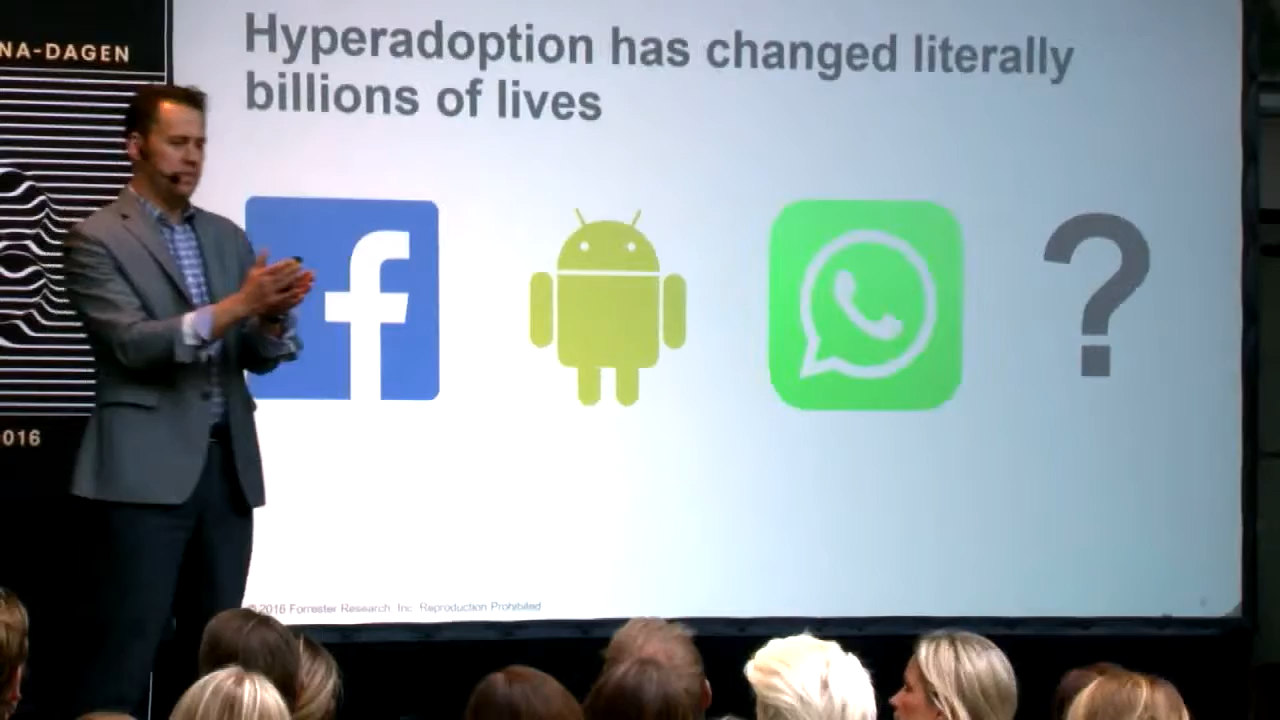 NA-DAGEN
Hyperadoption has changed literally
billions of lives
f
?
016
©2016 Forrester Research, Inc. Reproduction Prohibited